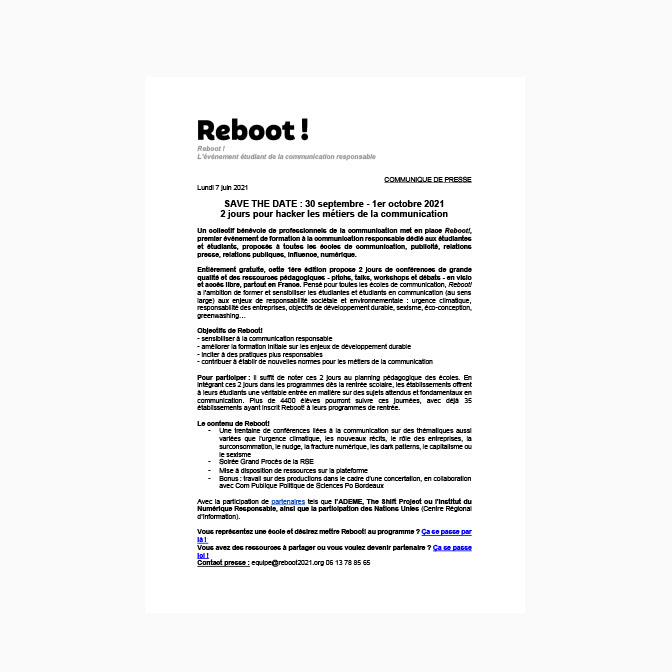 Reboot !
Reboot !
L'événement étudiant de la communication responsable
COMMUNIQUE DE PRESSE
Lundi 7 juin 2021
SAVE THE DATE : 30 septembre - 1er octobre 2021
2 jours pour hacker les métiers de la communication
Un collectif bénévole de professionnels de la communication met en place Reboot!,
premier événement de formation à la communication responsable dédié aux étudiantes
et étudiants, proposés à toutes les écoles de communication, publicité, relations
presse, relations publiques, influence, numérique.
Entièrement gratuite, cette 1ère édition propose 2 jours de conférences de grande
qualité et des ressources pédagogiques - pitchs, talks, workshops et débats - en visio
et accès libre, partout en France. Pensé pour toutes les écoles de communication, Reboot!
a l'ambition de former et sensibiliser les étudiantes et étudiants en communication (au sens
large) aux enjeux de responsabilité sociétale et environnementale : urgence climatique,
responsabilité des entreprises, objectifs de développement durable, sexisme, éco-conception,
greenwashing…
Objectifs de Reboot!
- sensibiliser à la communication responsable
- améliorer la formation initiale sur les enjeux de développement durable
- inciter à des pratiques plus responsables
- contribuer à établir de nouvelles normes pour les métiers de la communication
Pour participer : il suffit de noter ces 2 jours au planning pédagogique des écoles. En
intégrant ces 2 jours dans les programmes dès la rentrée scolaire, les établissements offrent
à leurs étudiants une véritable entrée en matière sur des sujets attendus et fondamentaux en
communication. Plus de 4400 élèves pourront suivre ces journées, avec déjà 35
établissements ayant inscrit Reboot! à leurs programmes de rentrée.
Le contenu de Reboot!
- Une trentaine de conférences liées à la communication sur des thématiques aussi
variées que l'urgence climatique, les nouveaux récits, le rôle des entreprises, la
surconsommation, le nudge, la fracture numérique, les dark patterns, le capitalisme ou
le sexisme
- Soirée Grand Procès de la RSE
- Mise à disposition de ressources sur la plateforme
- Bonus : travail sur des productions dans le cadre d'une concertation, en collaboration
avec Com Publique Politique de Sciences Po Bordeaux
Avec la participation de partenaires tels que l'ADEME, The Shift Project ou l'Institut du
Numérique Responsable, ainsi que la participation des Nations Unies (Centre Régional
d'Information).
Vous représentez une école et désirez mettre Reboot! au programme ? Ça se passe par
là !
Vous avez des ressources à partager ou vous voulez devenir partenaire ? Ça se passe
ici !
Contact presse : equipe@reboot2021.org 06 13 78 85 65